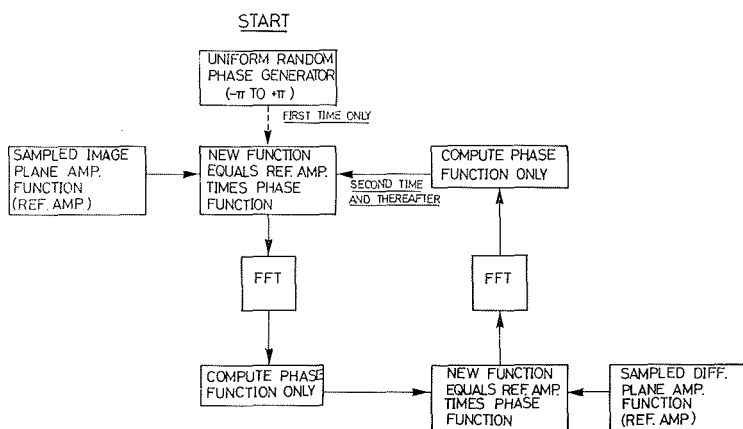 START
UNIFORM RANDOM
PHASE GENERATOR
(-π TO +π)
FIRST TIME ONLY
SAMPLED IMAGE
PLANE AMP.
FUNCTION
(REF. AMP)
NEW FUNCTION
EQUALS REF. AMP.
TIMES PHASE
FUNCTION
SECOND TIME
AND THEREAFTER
COMPUTE PHASE
FUNCTION ONLY
FFT
FFT
COMPUTE PHASE
FUNCTION ONLY
NEW FUNCTION
EQUALS REF. AMP.
TIMES PHASE
FUNCTION
SAMPLED DIFF.
PLANE AMP.
FUNCTION
(REF. AMP)